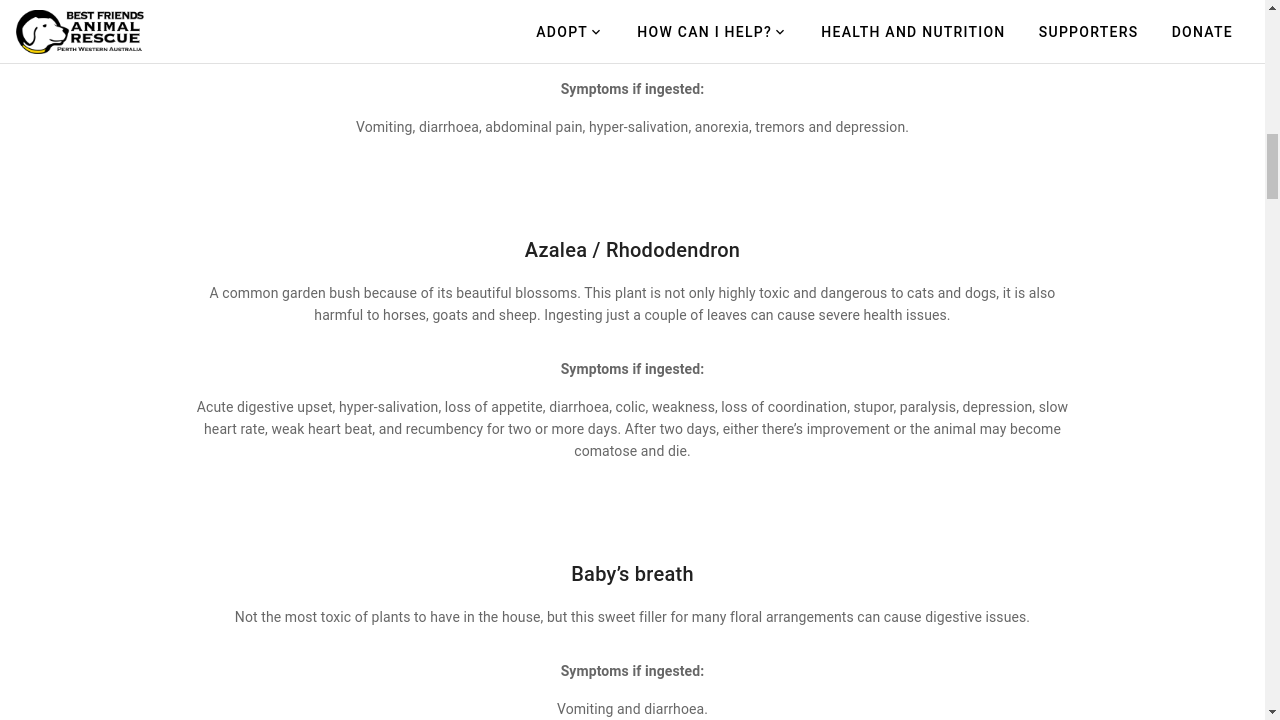 BEST FRIENDS
ANIMAL
RESCUE
PERTH WESTERN AUSTRALIA
ADOPT
HOW CAN I HELP?
HEALTH AND NUTRITION
SUPPORTERS
DONATE
Symptoms if ingested:
Vomiting, diarrhoea, abdominal pain, hyper-salivation, anorexia, tremors and depression.
Azalea / Rhododendron
A common garden bush because of its beautiful blossoms. This plant is not only highly toxic and dangerous to cats and dogs, it is also
harmful to horses, goats and sheep. Ingesting just a couple of leaves can cause severe health issues.
Symptoms if ingested:
Acute digestive upset, hyper-salivation, loss of appetite, diarrhoea, colic, weakness, loss of coordination, stupor, paralysis, depression, slow
heart rate, weak heart beat, and recumbency for two or more days. After two days, either there’s improvement or the animal may become
comatose and die.
Baby’s breath
Not the most toxic of plants to have in the house, but this sweet filler for many floral arrangements can cause digestive issues.
Symptoms if ingested:
Vomiting and diarrhoea.